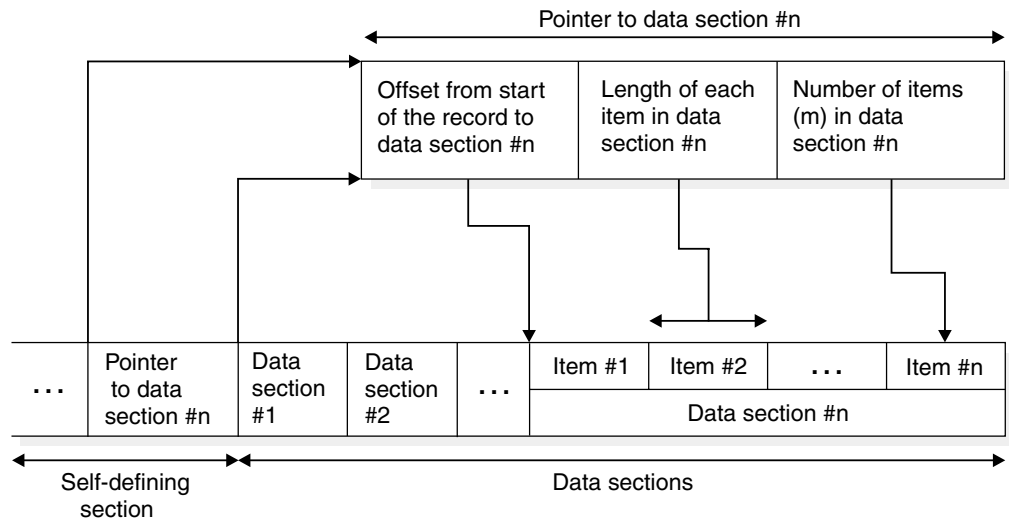 Pointer to data section #n
Offset from start
of the record to
data section #n
Length of each
item in data
section #n
Number of items
(m) in data
section #n
...
Pointer
to data
section #n
Data
section
#1
Data
section
#2
...
Item #1
Item #2
...
Item #n
Data section #n
Self-defining
section
Data sections